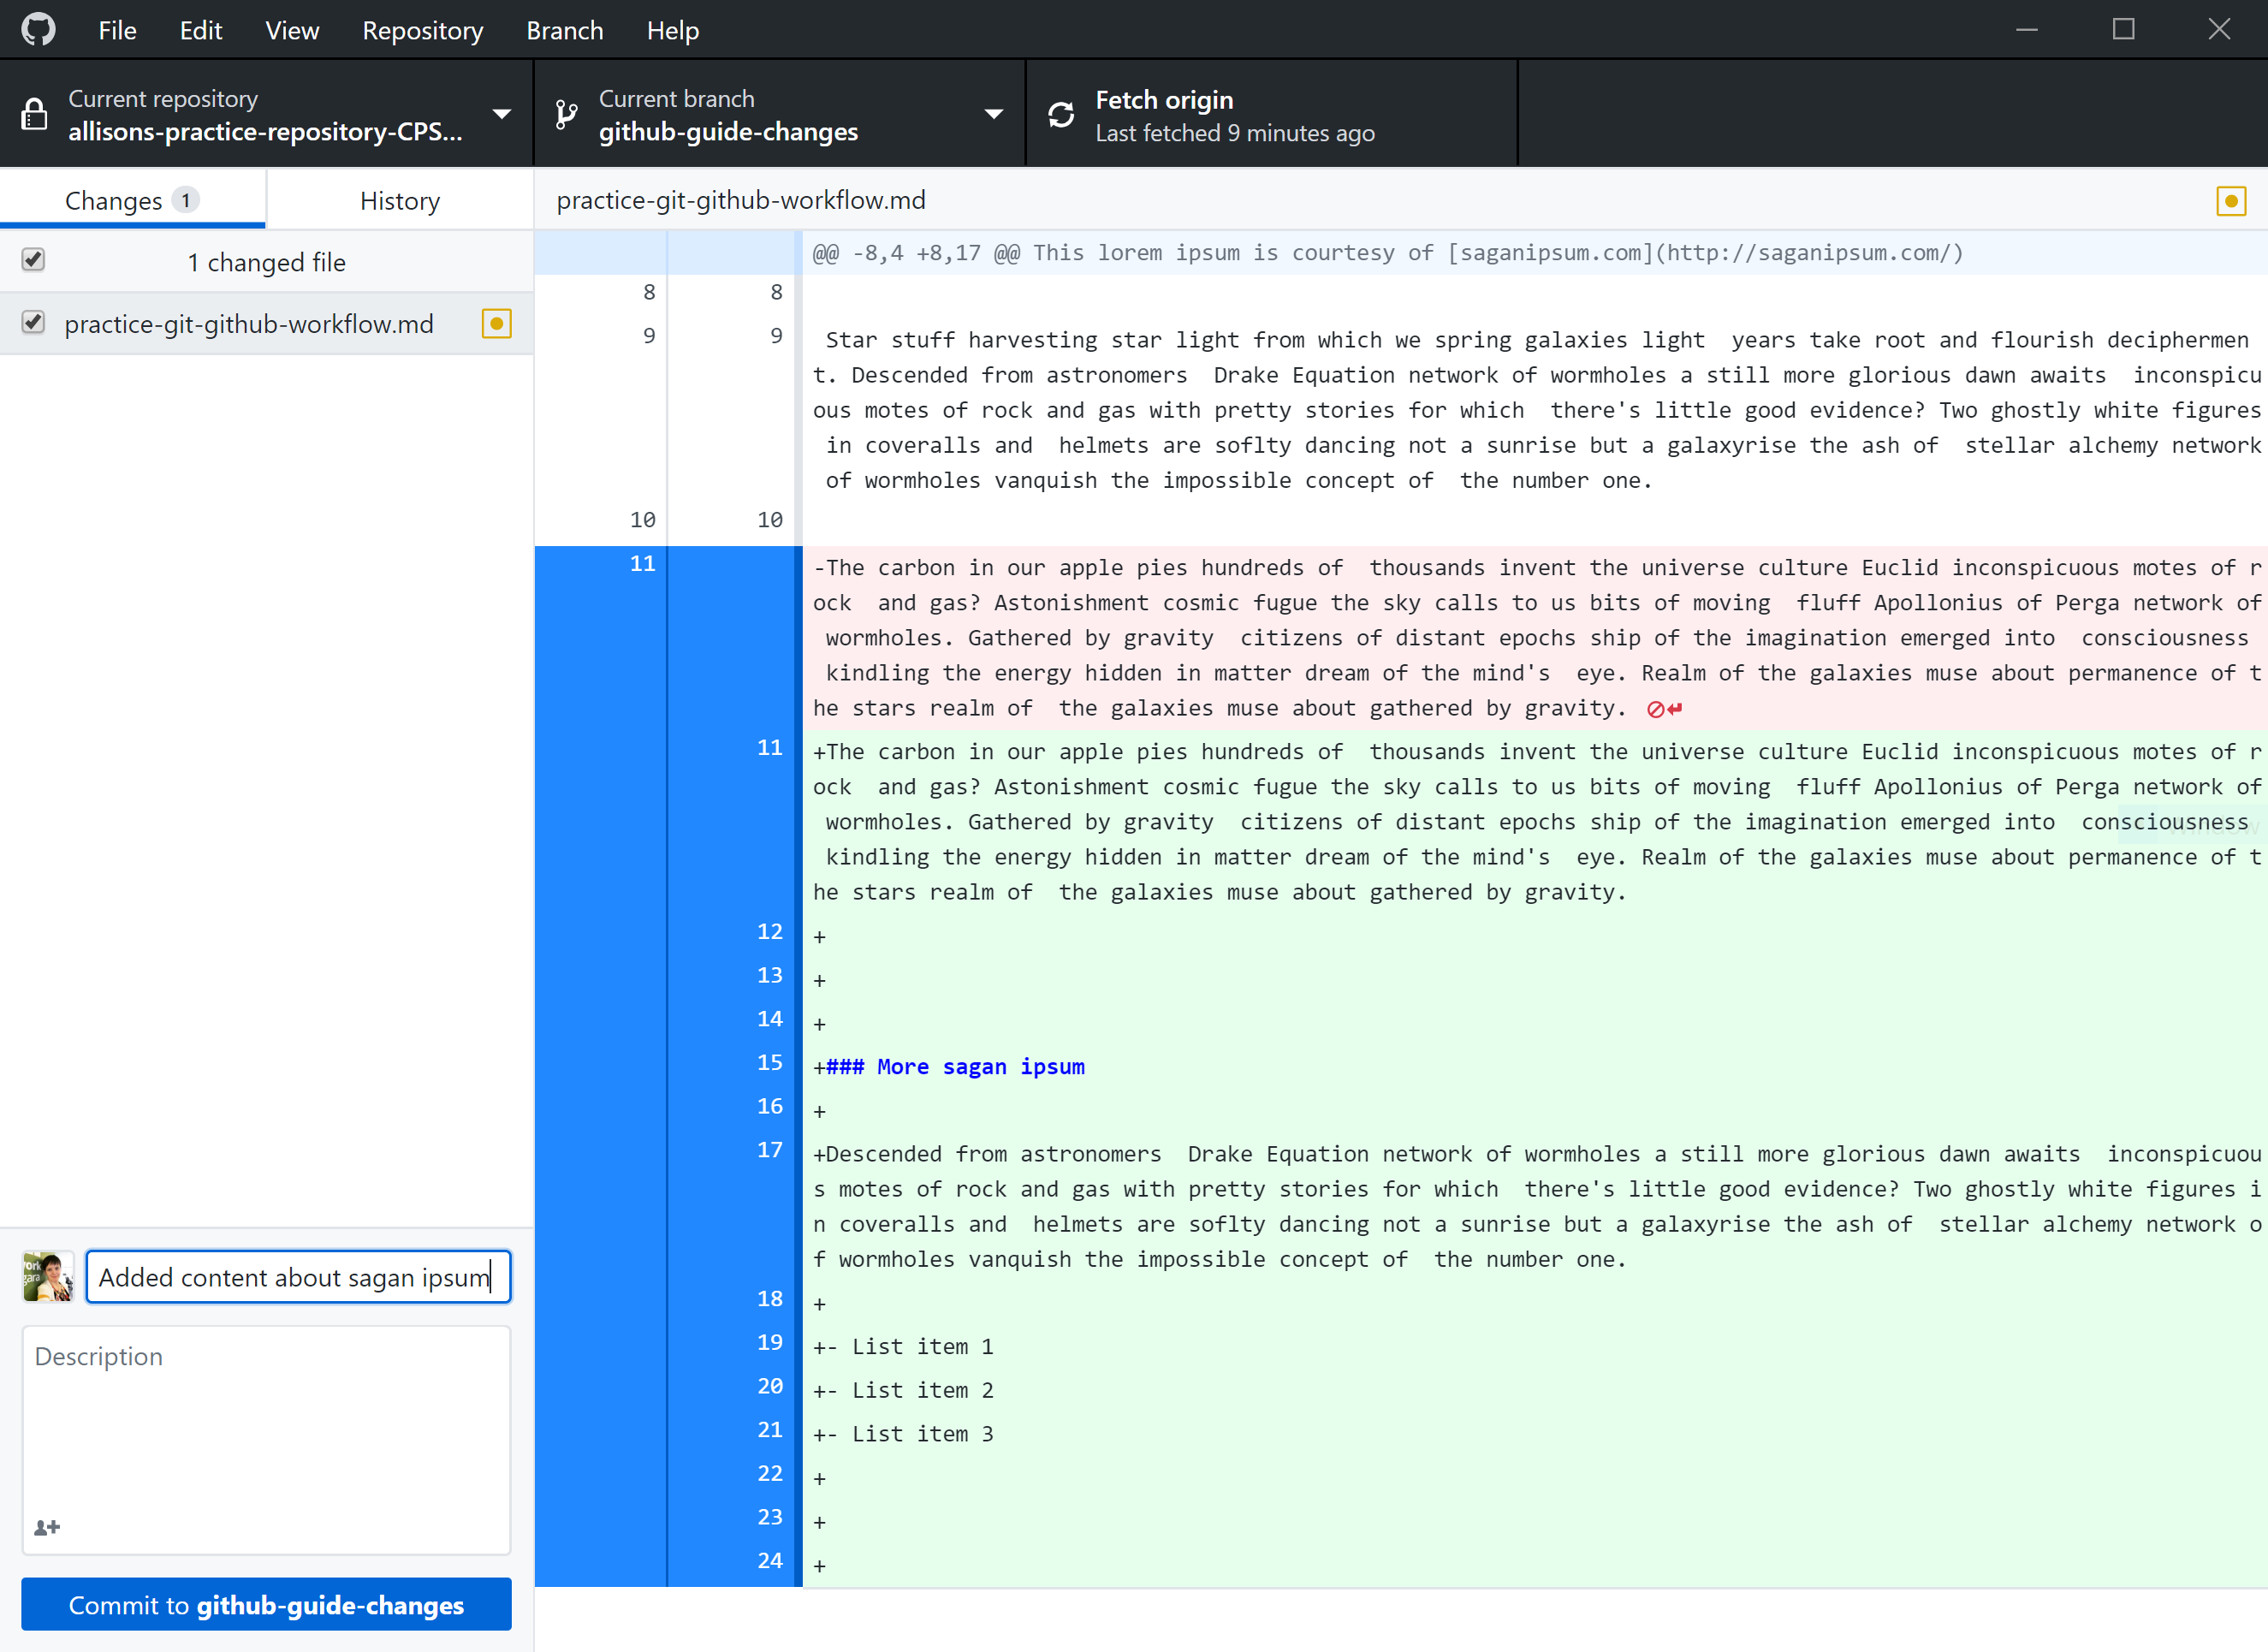 File Edit View Repository Branch Help
Current repository
allisons-practice-repository-CPS...
Current branch
github-guide-changes
Fetch origin
Last fetched 9 minutes ago
Changes 1
History
1 changed file
practice-git-github-workflow.md
Added content about sagan ipsum
Description
Commit to github-guide-changes
practice-git-github-workflow.md
@@ -8,4 +8,17 @@ This lorem ipsum is courtesy of [saganipsum.com](http://saganipsum.com/)
8 8
9 9 Star stuff harvesting star light from which we spring galaxies light  years take root and flourish deciphermen
t. Descended from astronomers  Drake Equation network of wormholes a still more glorious dawn awaits  inconspicu
ous motes of rock and gas with pretty stories for which  there's little good evidence? Two ghostly white figures
in coveralls and  helmets are soflty dancing not a sunrise but a galaxyrise the ash of  stellar alchemy network
of wormholes vanquish the impossible concept of  the number one.
10 10
11 -The carbon in our apple pies hundreds of  thousands invent the universe culture Euclid inconspicuous motes of r
ock  and gas? Astonishment cosmic fugue the sky calls to us bits of moving  fluff Apollonius of Perga network of
wormholes. Gathered by gravity  citizens of distant epochs ship of the imagination emerged into  consciousness
kindling the energy hidden in matter dream of the mind's  eye. Realm of the galaxies muse about permanence of t
he stars realm of  the galaxies muse about gathered by gravity.
11 +The carbon in our apple pies hundreds of  thousands invent the universe culture Euclid inconspicuous motes of r
ock  and gas? Astonishment cosmic fugue the sky calls to us bits of moving  fluff Apollonius of Perga network of
wormholes. Gathered by gravity  citizens of distant epochs ship of the imagination emerged into  consciousness
kindling the energy hidden in matter dream of the mind's  eye. Realm of the galaxies muse about permanence of t
he stars realm of  the galaxies muse about gathered by gravity.
12 +
13 +
14 +
15 +### More sagan ipsum
16 +
17 +Descended from astronomers  Drake Equation network of wormholes a still more glorious dawn awaits  inconspicuou
s motes of rock and gas with pretty stories for which  there's little good evidence? Two ghostly white figures i
n coveralls and  helmets are soflty dancing not a sunrise but a galaxyrise the ash of  stellar alchemy network o
f wormholes vanquish the impossible concept of  the number one.
18 +
19 +- List item 1
20 +- List item 2
21 +- List item 3
22 +
23 +
24 +